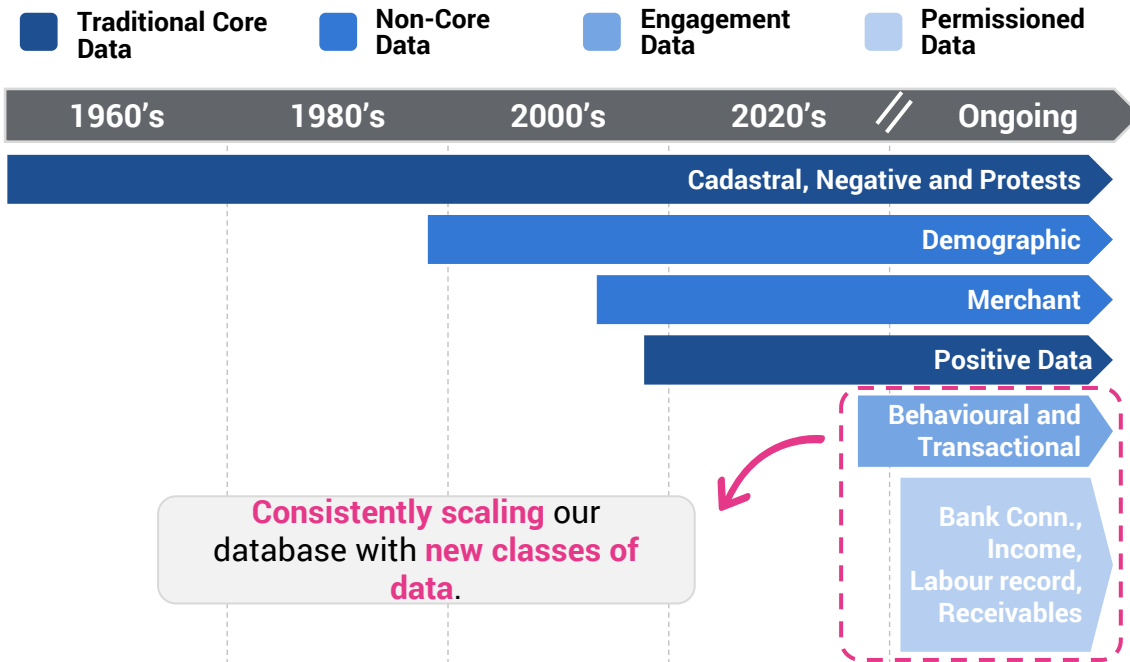 Traditional Core
Data
Non-Core
Data
Engagement
Data
Permissioned
Data
1960's
1980's
2000's
2020's
//
Ongoing
Cadastral, Negative and Protests
Demographic
Merchant
Positive Data
Behavioural and
Transactional
Consistently scaling our
database with new classes of
data.
Bank Conn.,
Income,
Labour record,
Receivables